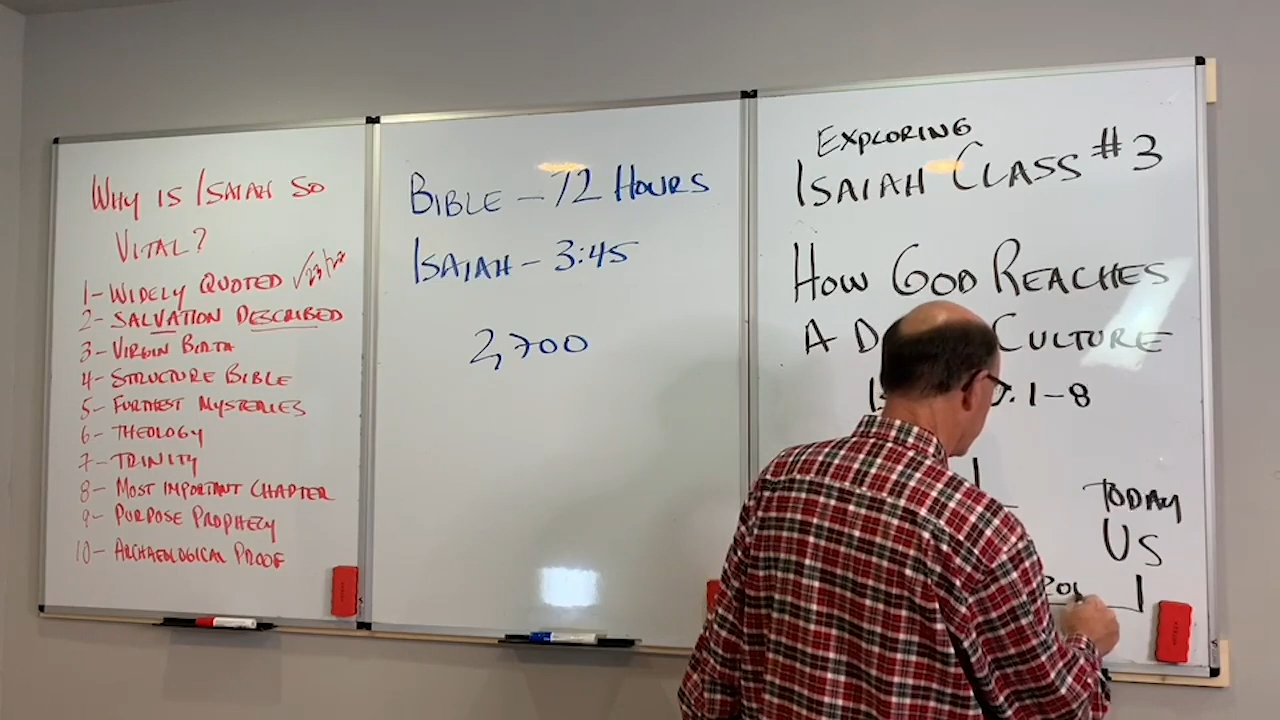 WHY IS ISAIAH SO
VITAL?
1- WIDELY QUOTED
2- SALVATION DESCRIBED
3- VIRGIN BIRTH
4- STRUCTURE BIBLE
5- FURTHEST MYSTERIES
6- THEOLOGY
7- TRINITY
8- MOST IMPORTANT CHAPTER
9- PURPOSE PROPHECY
10- ARCHAEOLOGICAL PROOF
BIBLE - 72 HOURS
ISAIAH - 3:45
2,700
EXPLORING
ISAIAH CLASS #3
HOW GOD REACHES
A CULTURE
1-8
TODAY
US